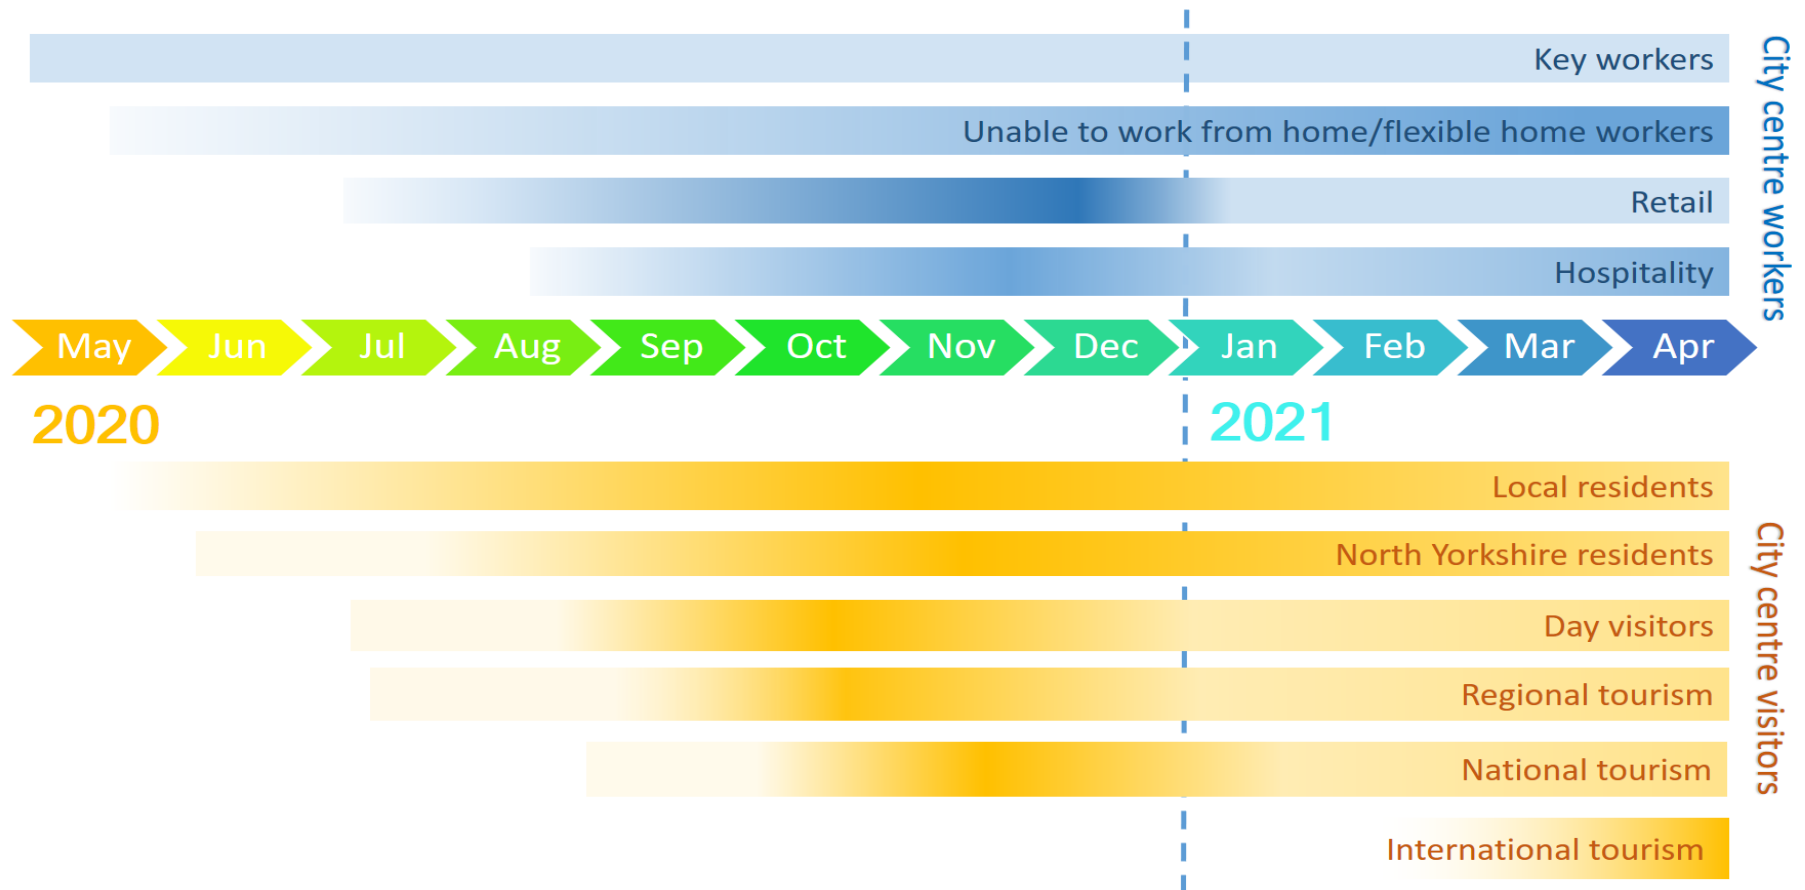 Key workers
Unable to work from home/flexible home workers
Retail
Hospitality
City centre workers
May Jun Jul Aug Sep Oct Nov Dec Jan Feb Mar Apr
2020 2021
Local residents
North Yorkshire residents
Day visitors
Regional tourism
National tourism
International tourism
City centre visitors